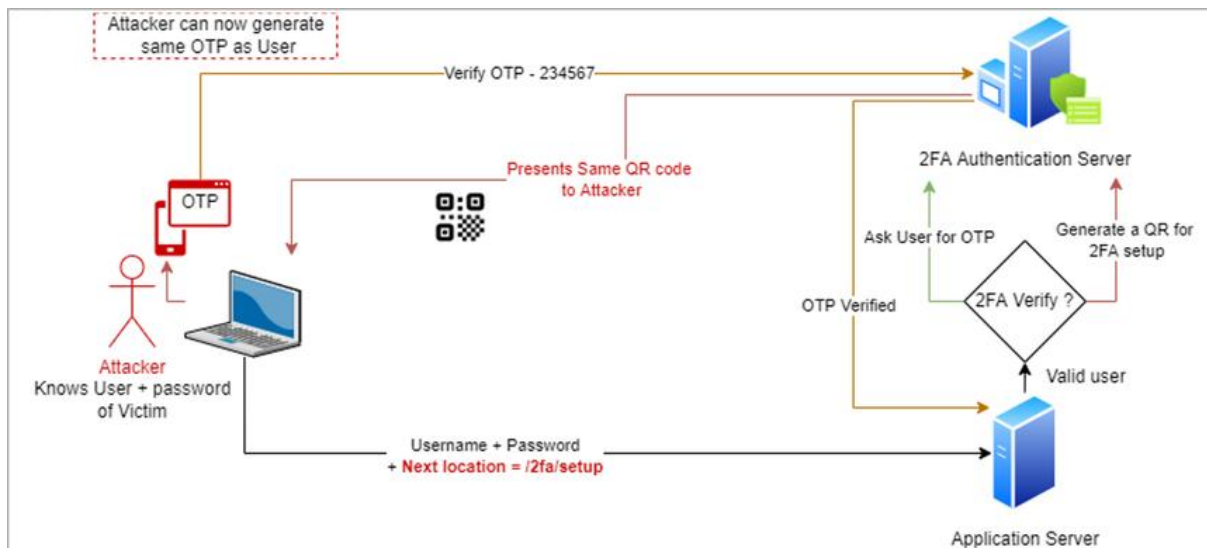 Attacker can now generate
same OTP as User
Verify OTP - 234567
2FA Authentication Server
Presents Same QR code
to Attacker
OTP
Ask User for OTP
Generate a QR for
2FA setup
2FA Verify ?
OTP Verified
Attacker
Knows User + password
of Victim
Valid user
Username + Password
+ Next location = /2fa/setup
Application Server